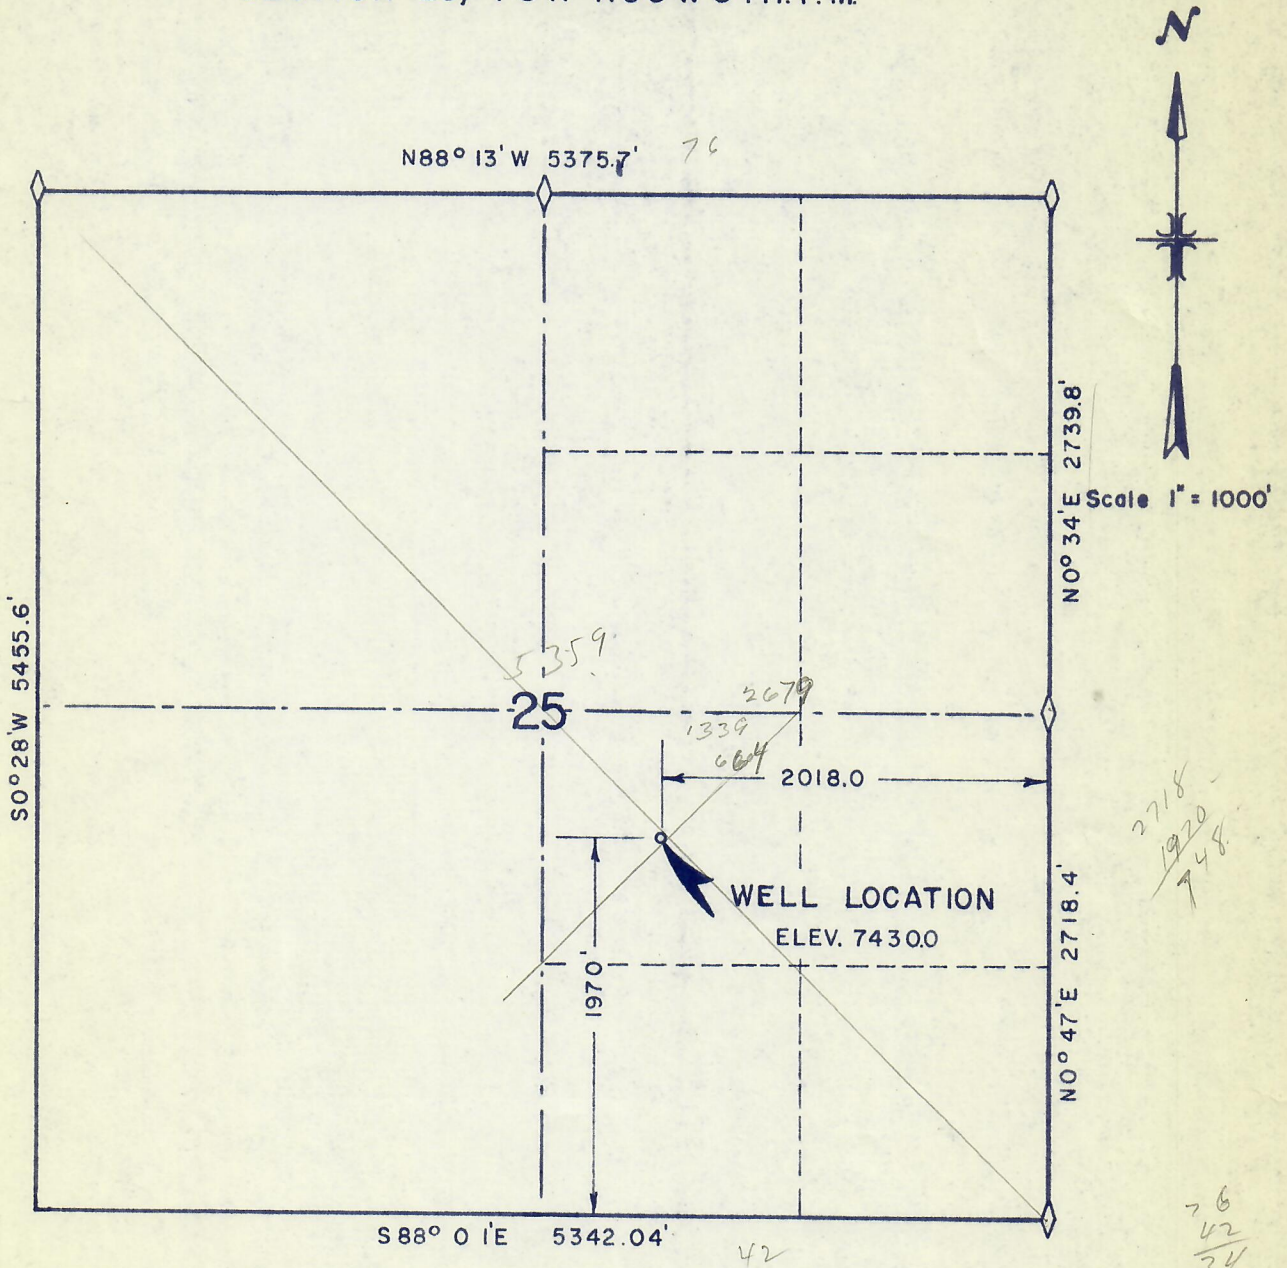 N
N88° 13' W 5375.7' 76
N0° 34' E 2739.8'
Scale 1" = 1000'
S0° 28' W 5455.6'
5359
2679
25
1339
664
2018.0
2718
1970
748
WELL LOCATION
ELEV. 7430.0
1970'
N0° 47' E 2718.4'
S88° 01'E 5342.04'
42
76
42